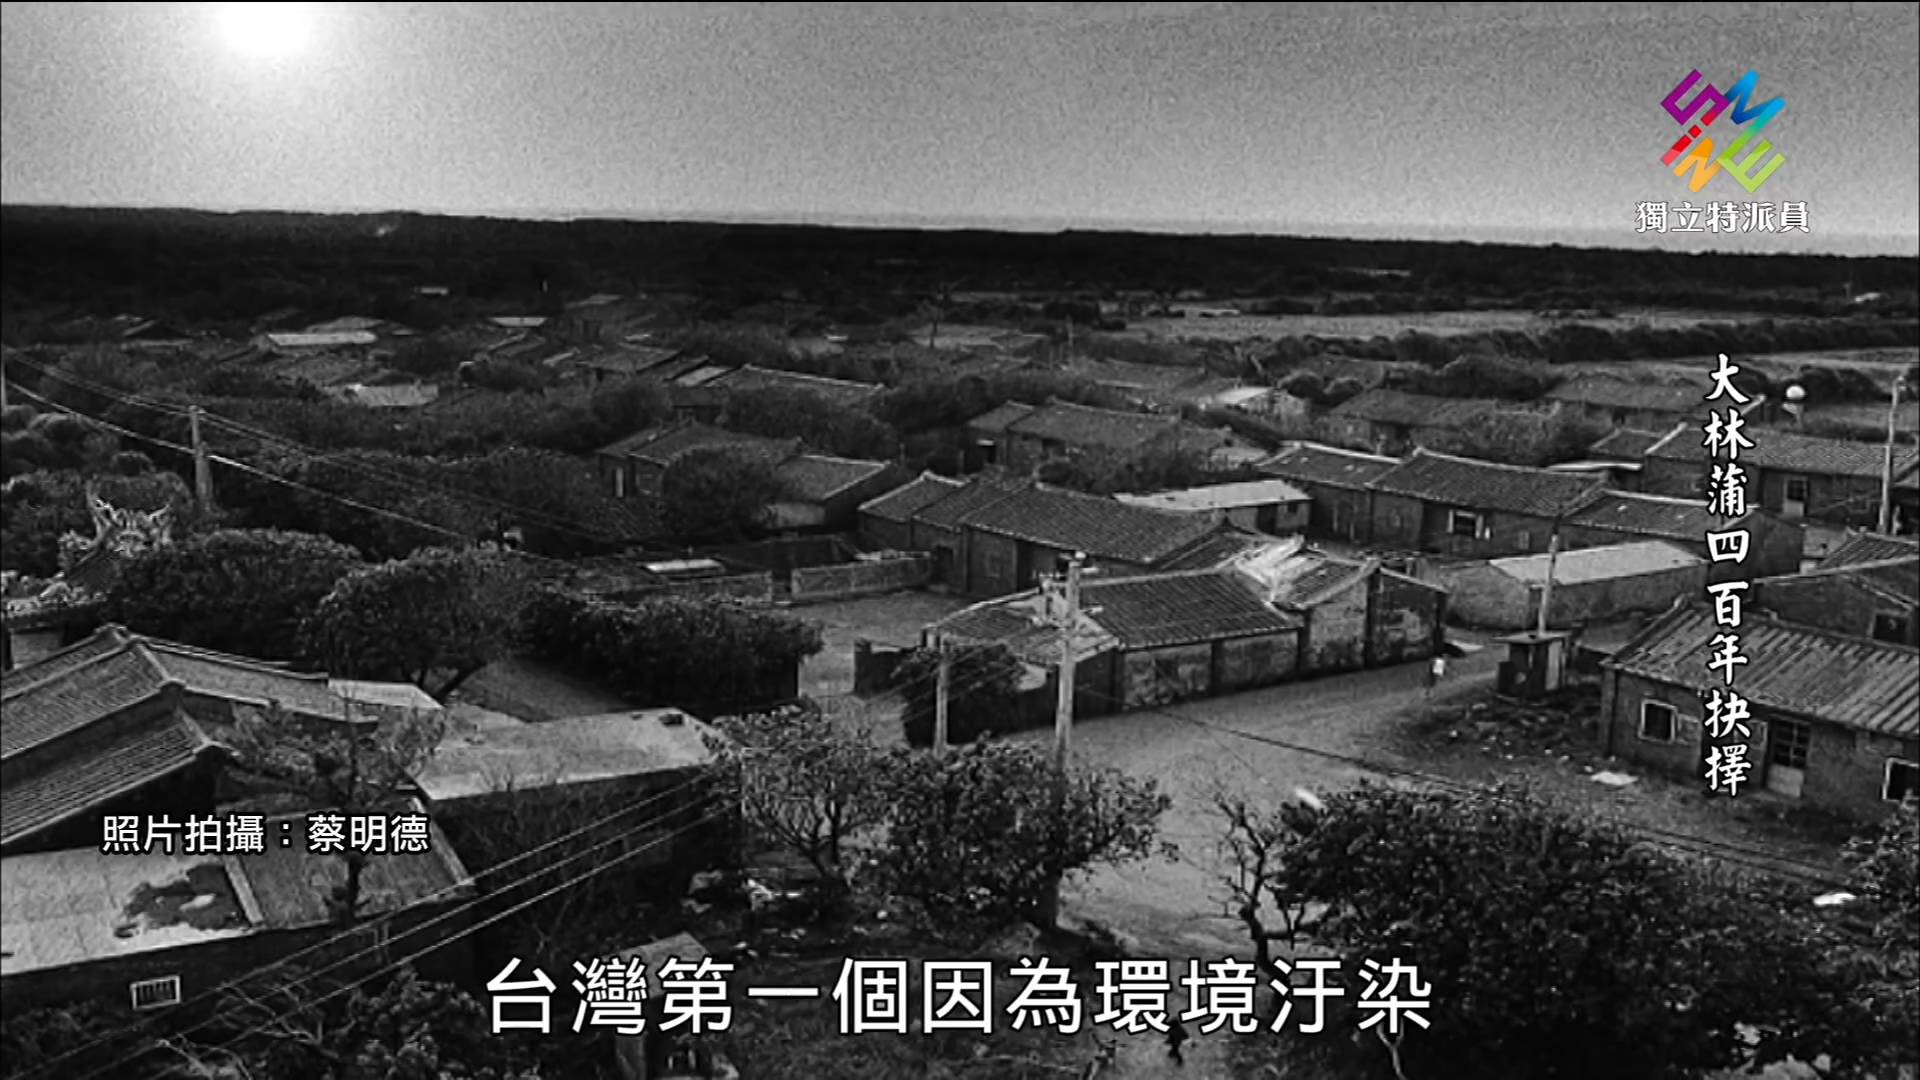 獨立特派員
大林蒲四百年抉擇
照片拍攝：蔡明德
台灣第一個因為環境汙染